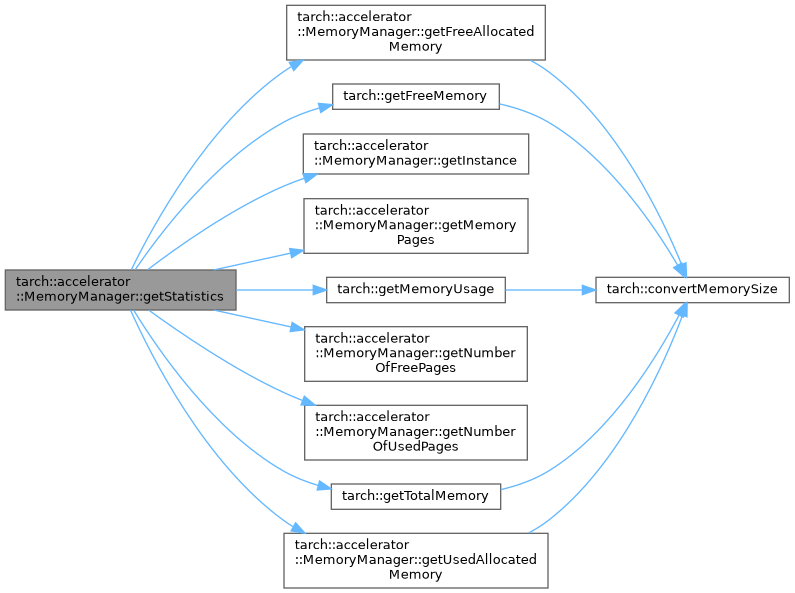 tarch::accelerator
::MemoryManager::getFreeAllocated
Memory
tarch::getFreeMemory
tarch::accelerator
::MemoryManager::getInstance
tarch::accelerator
::MemoryManager::getMemory
Pages
tarch::accelerator
::MemoryManager::getStatistics
tarch::getMemoryUsage
tarch::convertMemorySize
tarch::accelerator
::MemoryManager::getNumber
OfFreePages
tarch::accelerator
::MemoryManager::getNumber
OfUsedPages
tarch::getTotalMemory
tarch::accelerator
::MemoryManager::getUsedAllocated
Memory